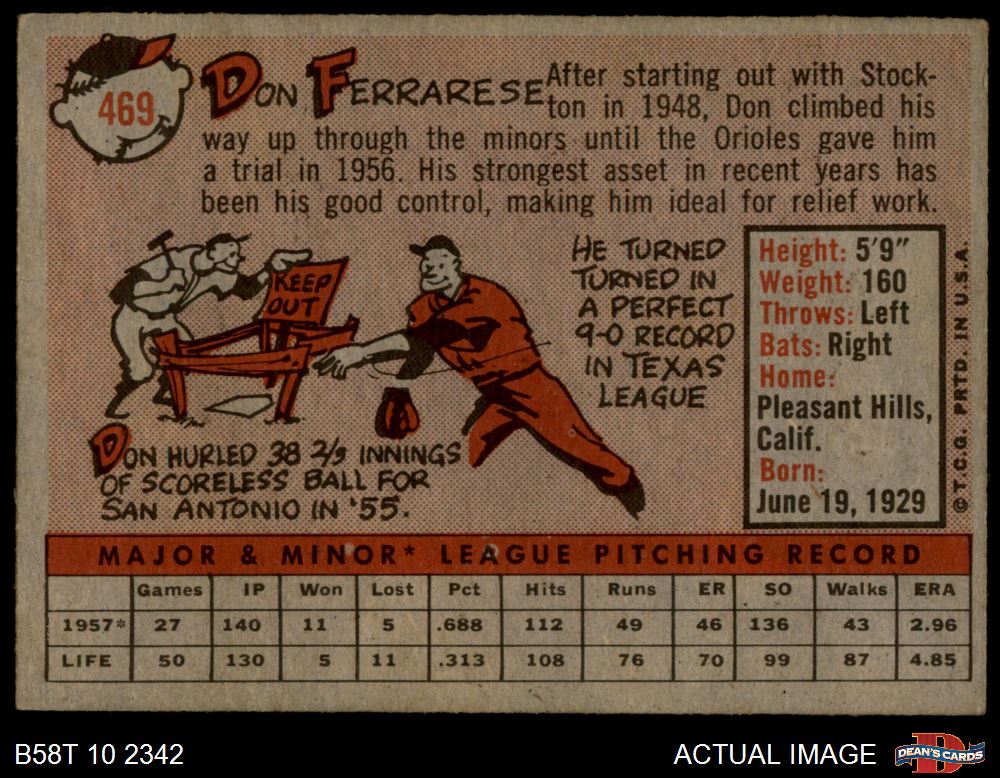 469
DON FERRARESE
After starting out with Stock-
ton in 1948, Don climbed his
way up through the minors until the Orioles gave him
a trial in 1956. His strongest asset in recent years has
been his good control, making him ideal for relief work.
KEEP
OUT
HE TURNED
TURNED IN
A PERFECT
9-0 RECORD
IN TEXAS
LEAGUE
DON HURLED 38 2/3 INNINGS
OF SCORELESS BALL FOR
SAN ANTONIO IN '55.
Height: 5'9"
Weight: 160
Throws: Left
Bats: Right
Home:
Pleasant Hills,
Calif.
Born:
June 19, 1929
© T.C.G. PRTD. IN U.S.A.
MAJOR & MINOR* LEAGUE PITCHING RECORD
Games IP Won Lost Pct Hits Runs ER SO Walks ERA
1957* 27 140 11 5 .688 112 49 46 136 43 2.96
LIFE 50 130 5 11 .313 108 76 70 99 87 4.85
B58T 10 2342
ACTUAL IMAGE
DEAN'S CARDS